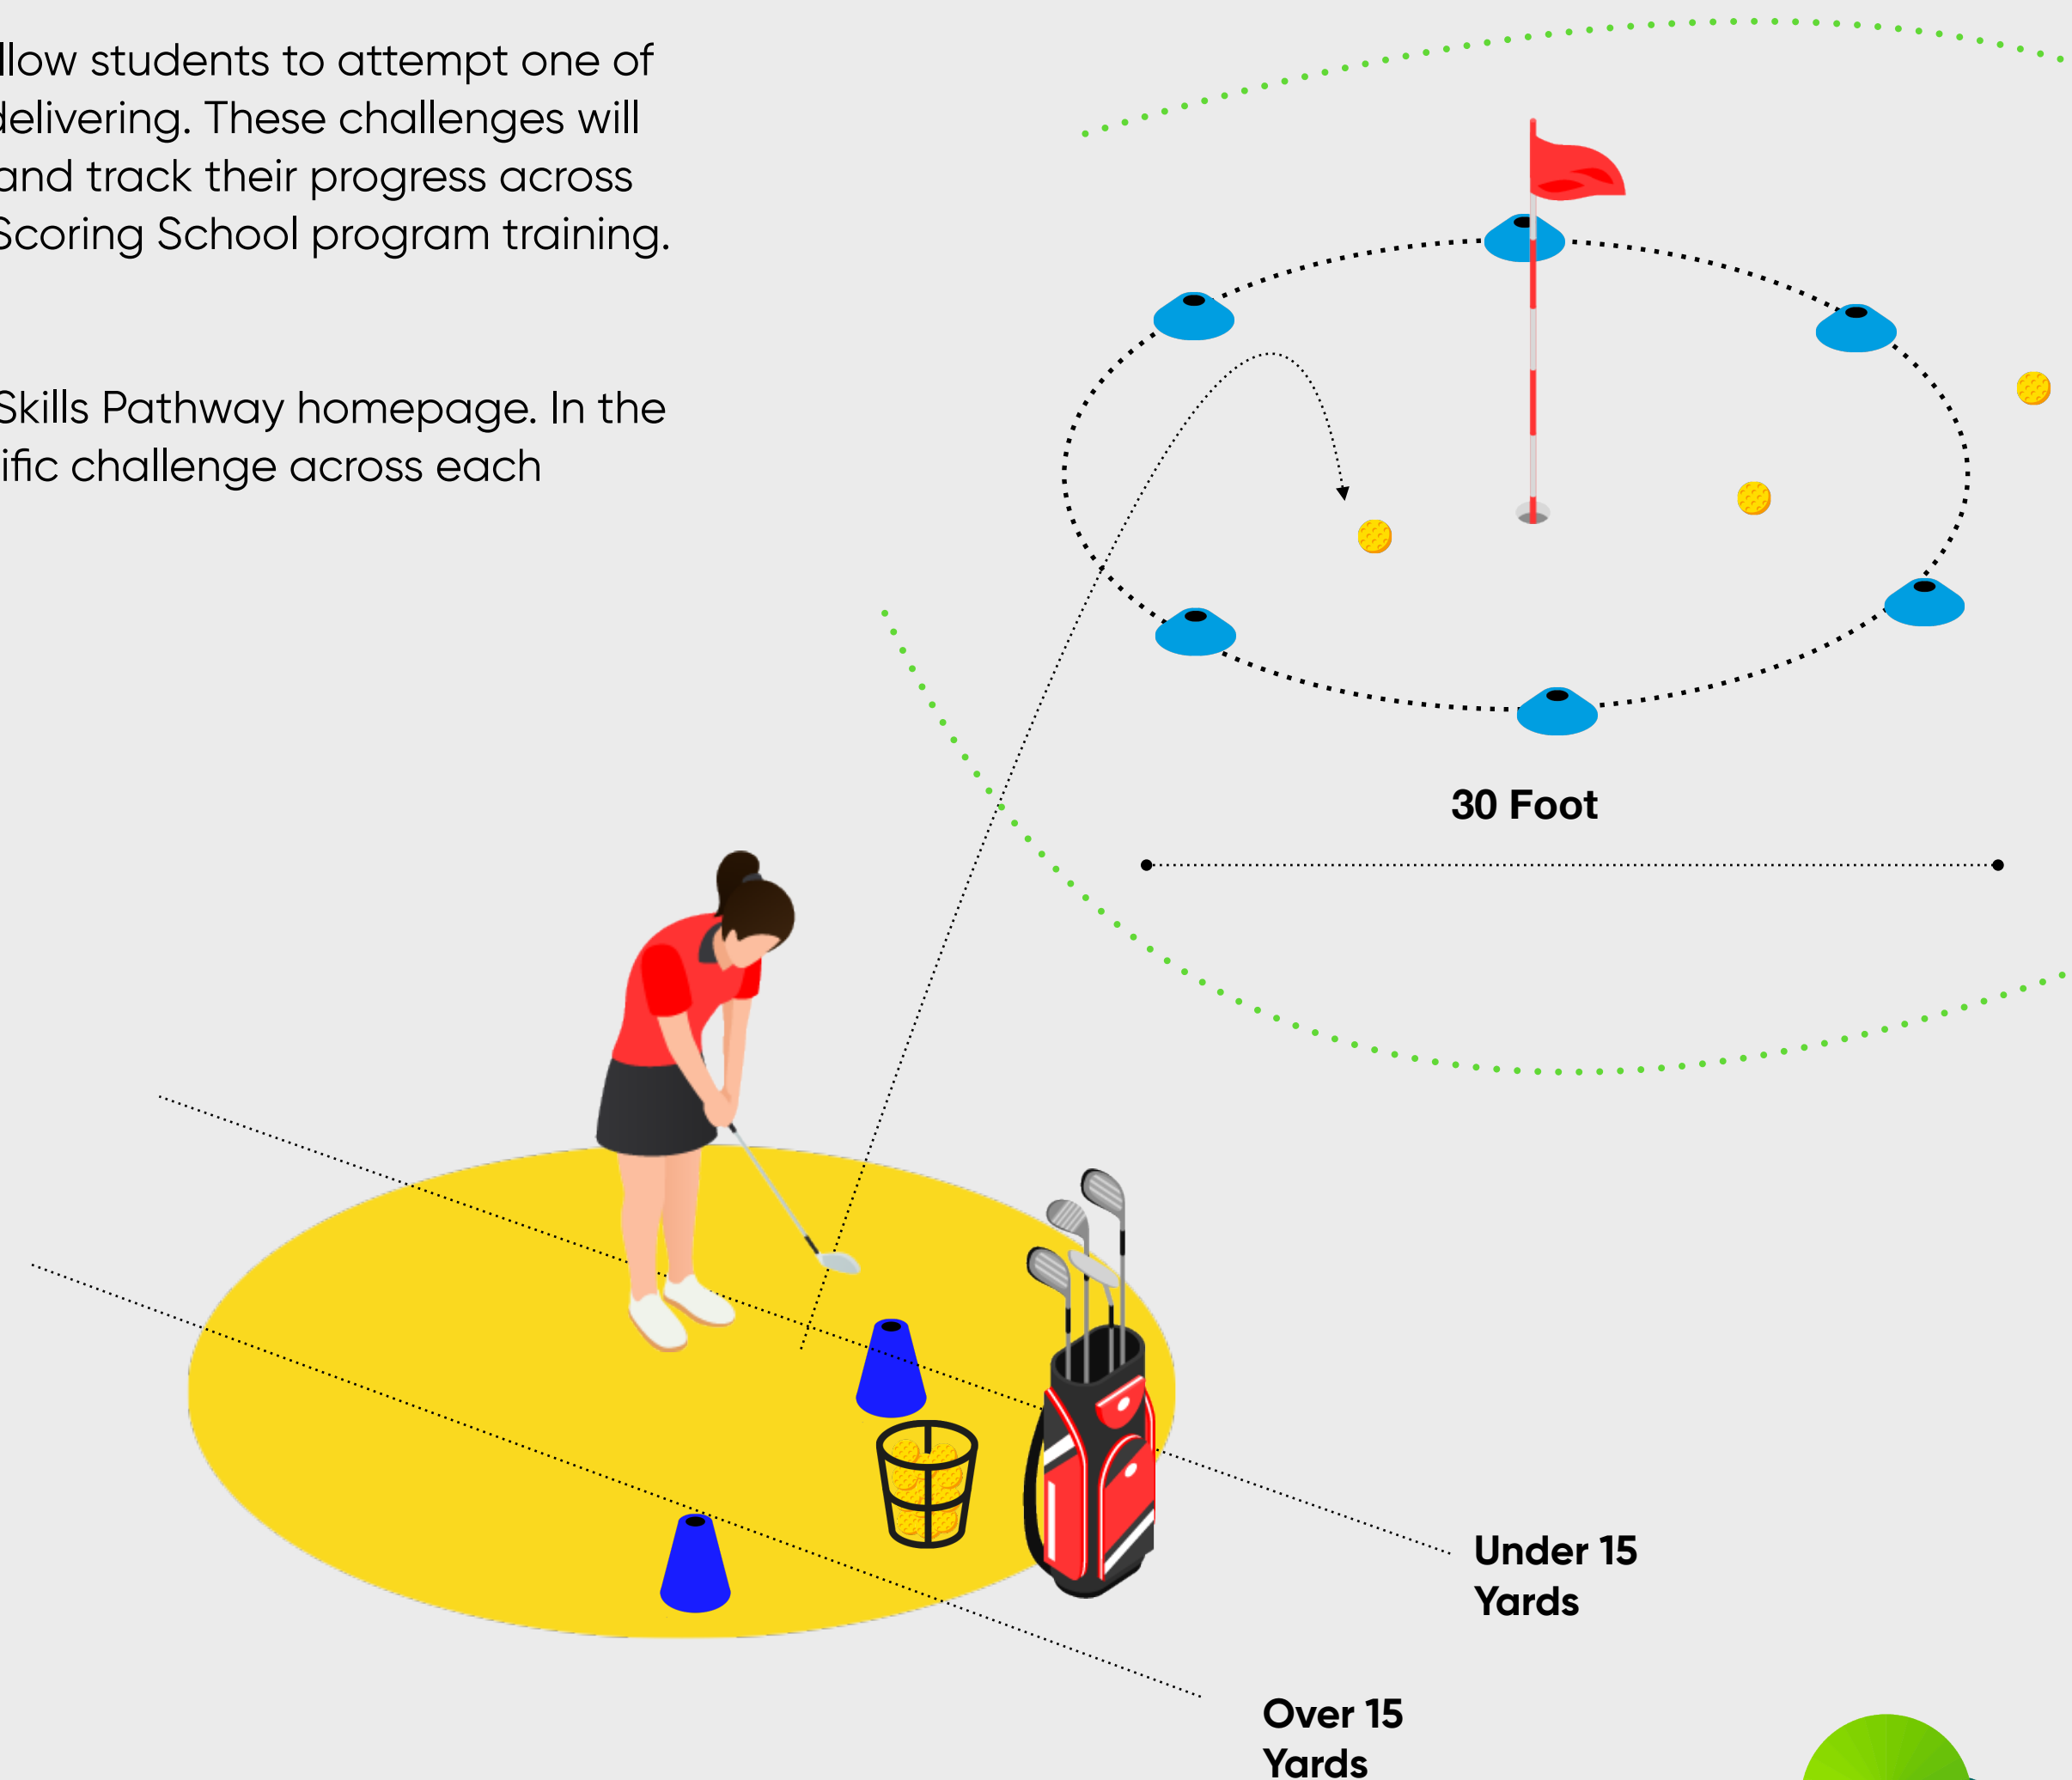 llow students to attempt one of
delivering. These challenges will
and track their progress across
Scoring School program training.
Skills Pathway homepage. In the
ific challenge across each
30 Foot
Under 15
Yards
Over 15
Yards